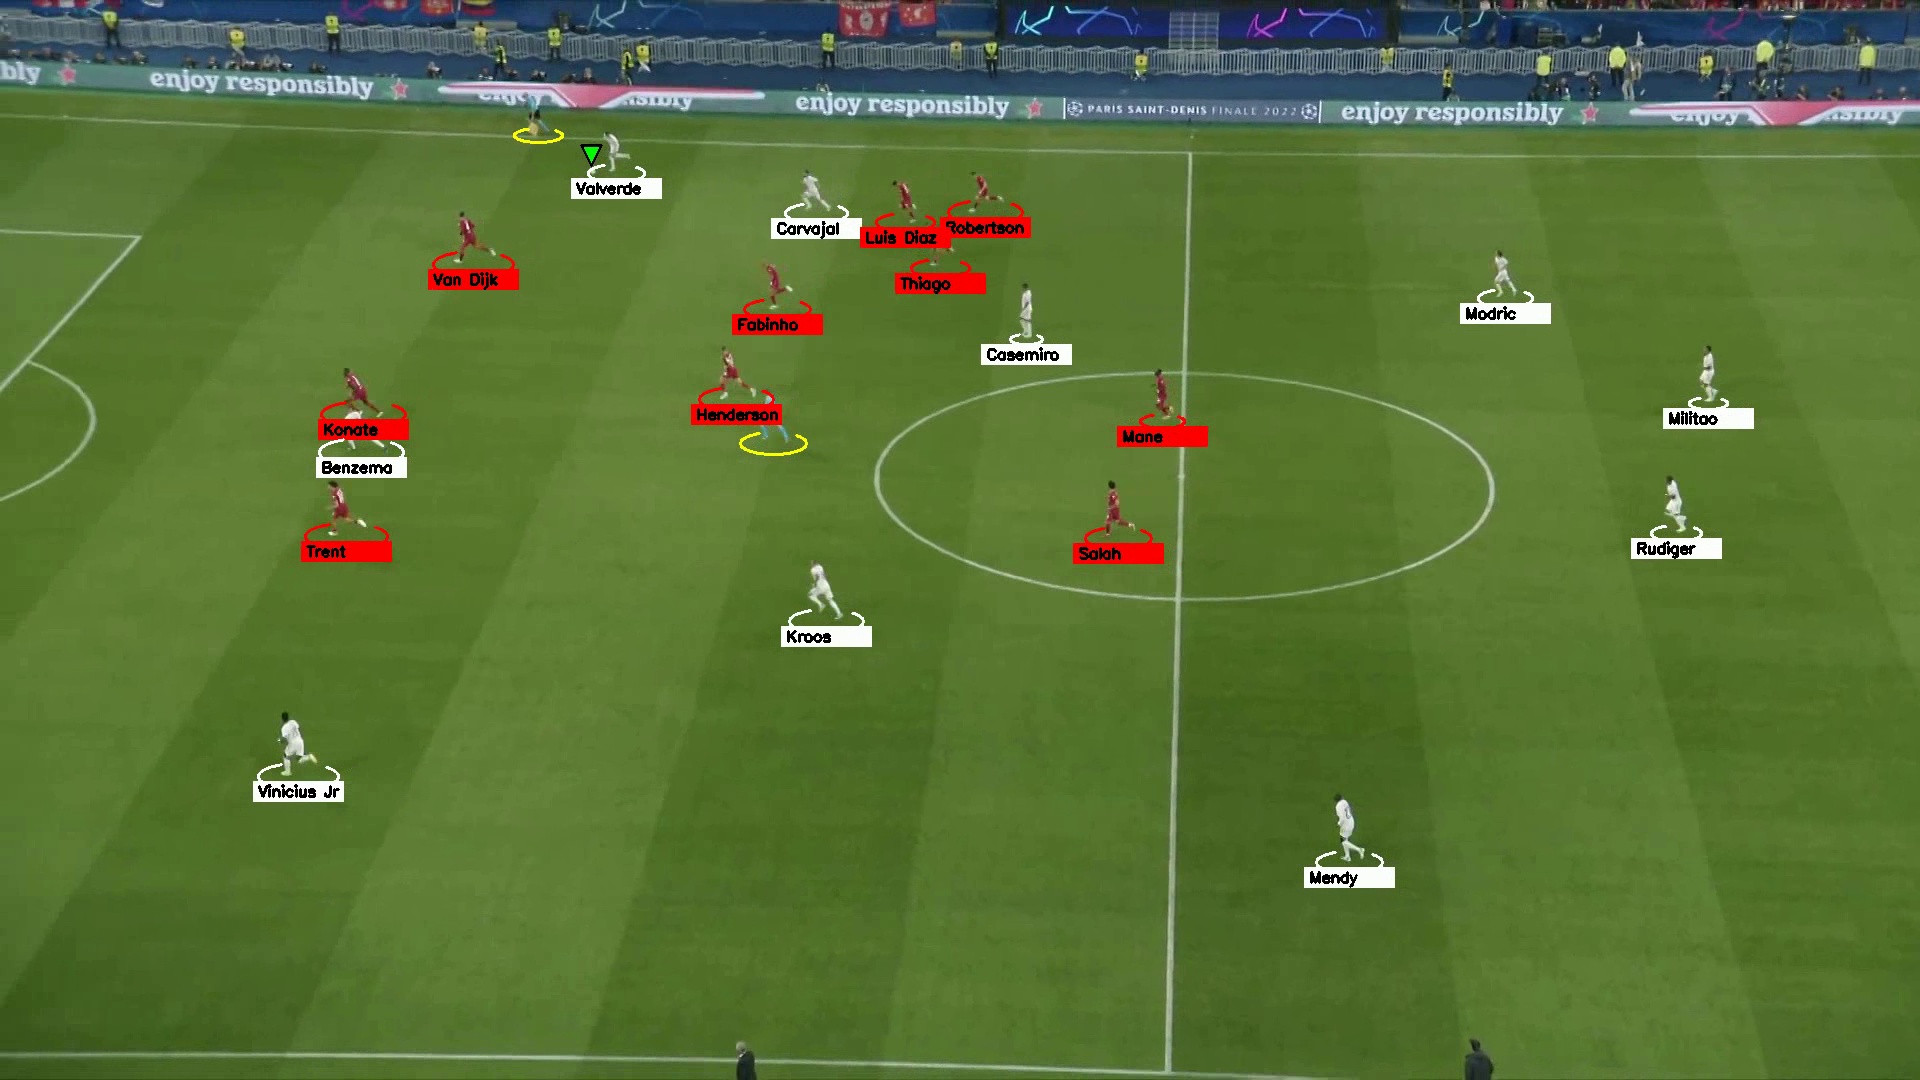 bly
enjoy responsibly
enjoy responsibly
PARIS SAINT-DENIS FINALE 2022
enjoy responsibly
Valverde
Carvajal
Luis Diaz
Robertson
Van Dijk
Thiago
Fabinho
Modric
Casemiro
Henderson
Militao
Konate
Mane
Benzema
Trent
Salah
Rudiger
Kroos
Vinicius Jr
Mendy